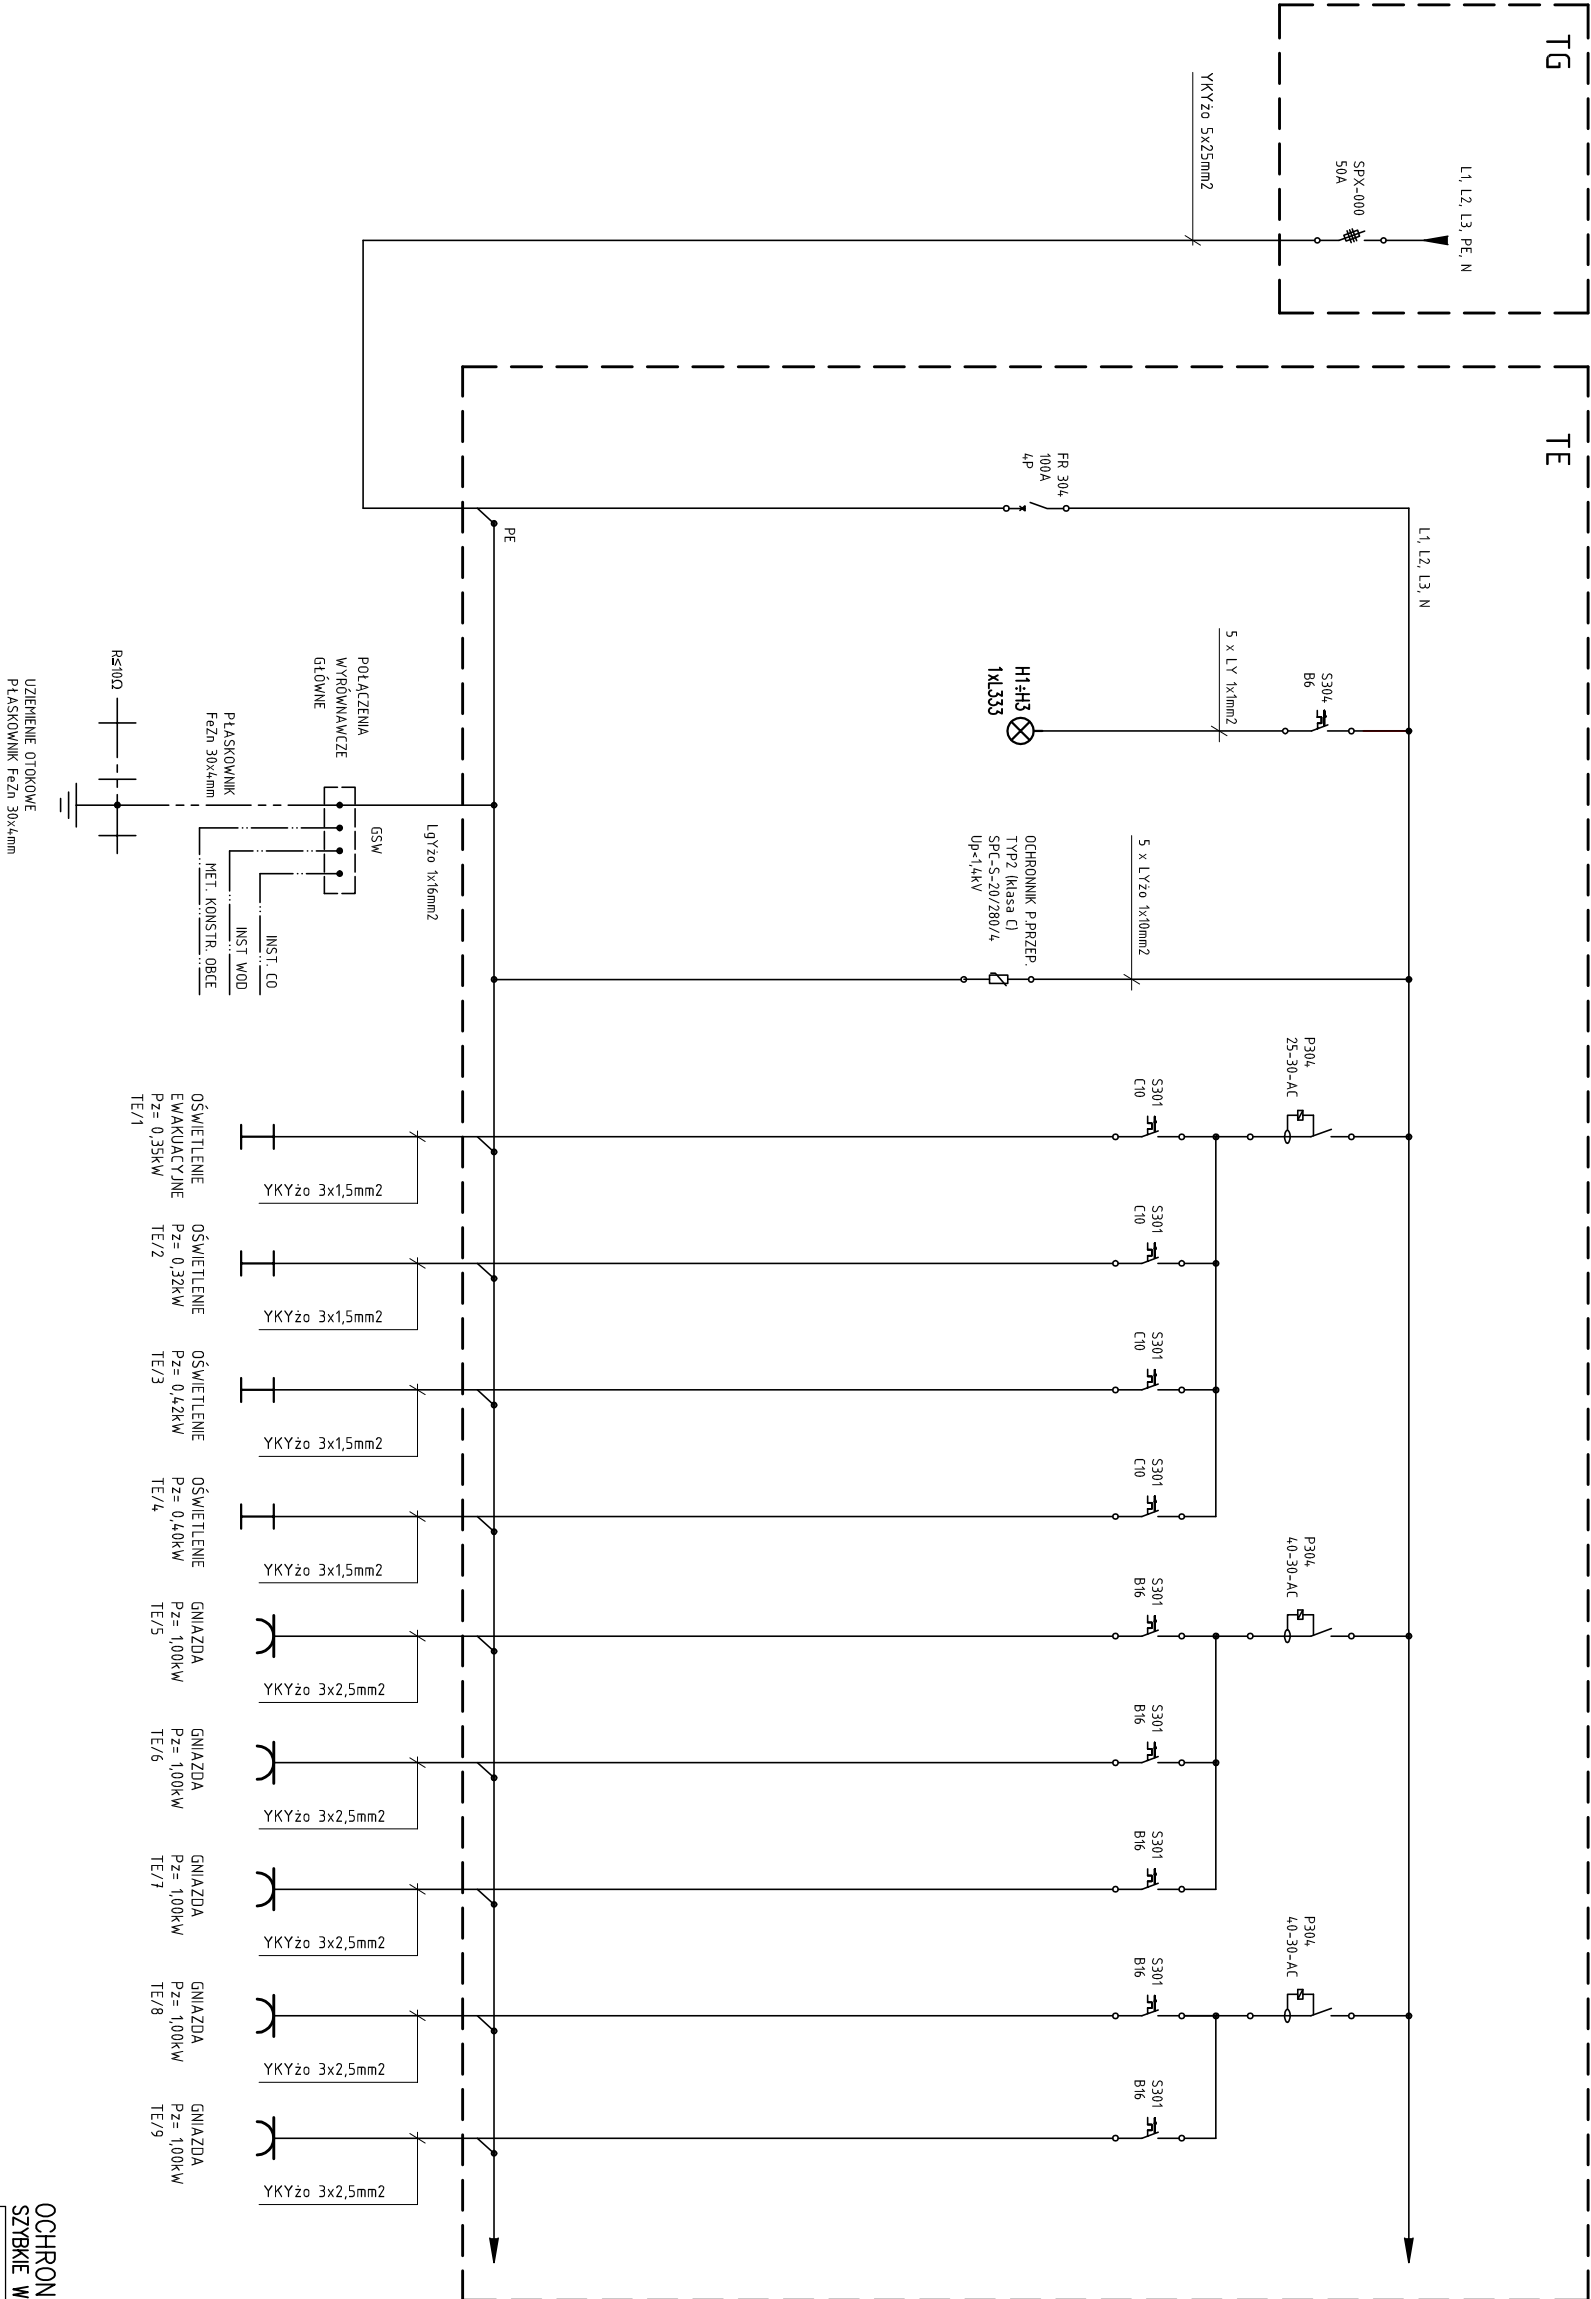 TG
L1, L2, L3, PE, N
SPX-000
50A
YKYżo 5x25mm2
TE
L1, L2, L3, N
FR 304
100A
4P
PE
S304
B6
5 x LY 1x1mm2
H1÷H3
1xL333
5 x LYżo 1x10mm2
OCHRONNIK P.PRZEP.
TYP2 (klasa C)
SPC-S-20/280/4
Up<1,4kV
LgYżo 1x16mm2
GSW
POŁĄCZENIA
WYRÓWNAWCZE
GŁÓWNE
INST. CO
INST WOD
MET. KONSTR. OBCE
PŁASKOWNIK
FeZn 30x4mm
R≤10Ω
UZIEMIENIE OTOKOWE
PŁASKOWNIK FeZn 30x4mm
P304
25-30-AC
S301
C10
YKYżo 3x1,5mm2
OŚWIETLENIE
EWAKUACYJNE
Pz= 0,35kW
TE/1
S301
C10
YKYżo 3x1,5mm2
OŚWIETLENIE
Pz= 0,32kW
TE/2
S301
C10
YKYżo 3x1,5mm2
OŚWIETLENIE
Pz= 0,42kW
TE/3
S301
C10
YKYżo 3x1,5mm2
OŚWIETLENIE
Pz= 0,40kW
TE/4
P304
40-30-AC
S301
B16
YKYżo 3x2,5mm2
GNIAZDA
Pz= 1,00kW
TE/5
S301
B16
YKYżo 3x2,5mm2
GNIAZDA
Pz= 1,00kW
TE/6
S301
B16
YKYżo 3x2,5mm2
GNIAZDA
Pz= 1,00kW
TE/7
P304
40-30-AC
S301
B16
YKYżo 3x2,5mm2
GNIAZDA
Pz= 1,00kW
TE/8
S301
B16
YKYżo 3x2,5mm2
GNIAZDA
Pz= 1,00kW
TE/9
OCHRON
SZYBKIE W